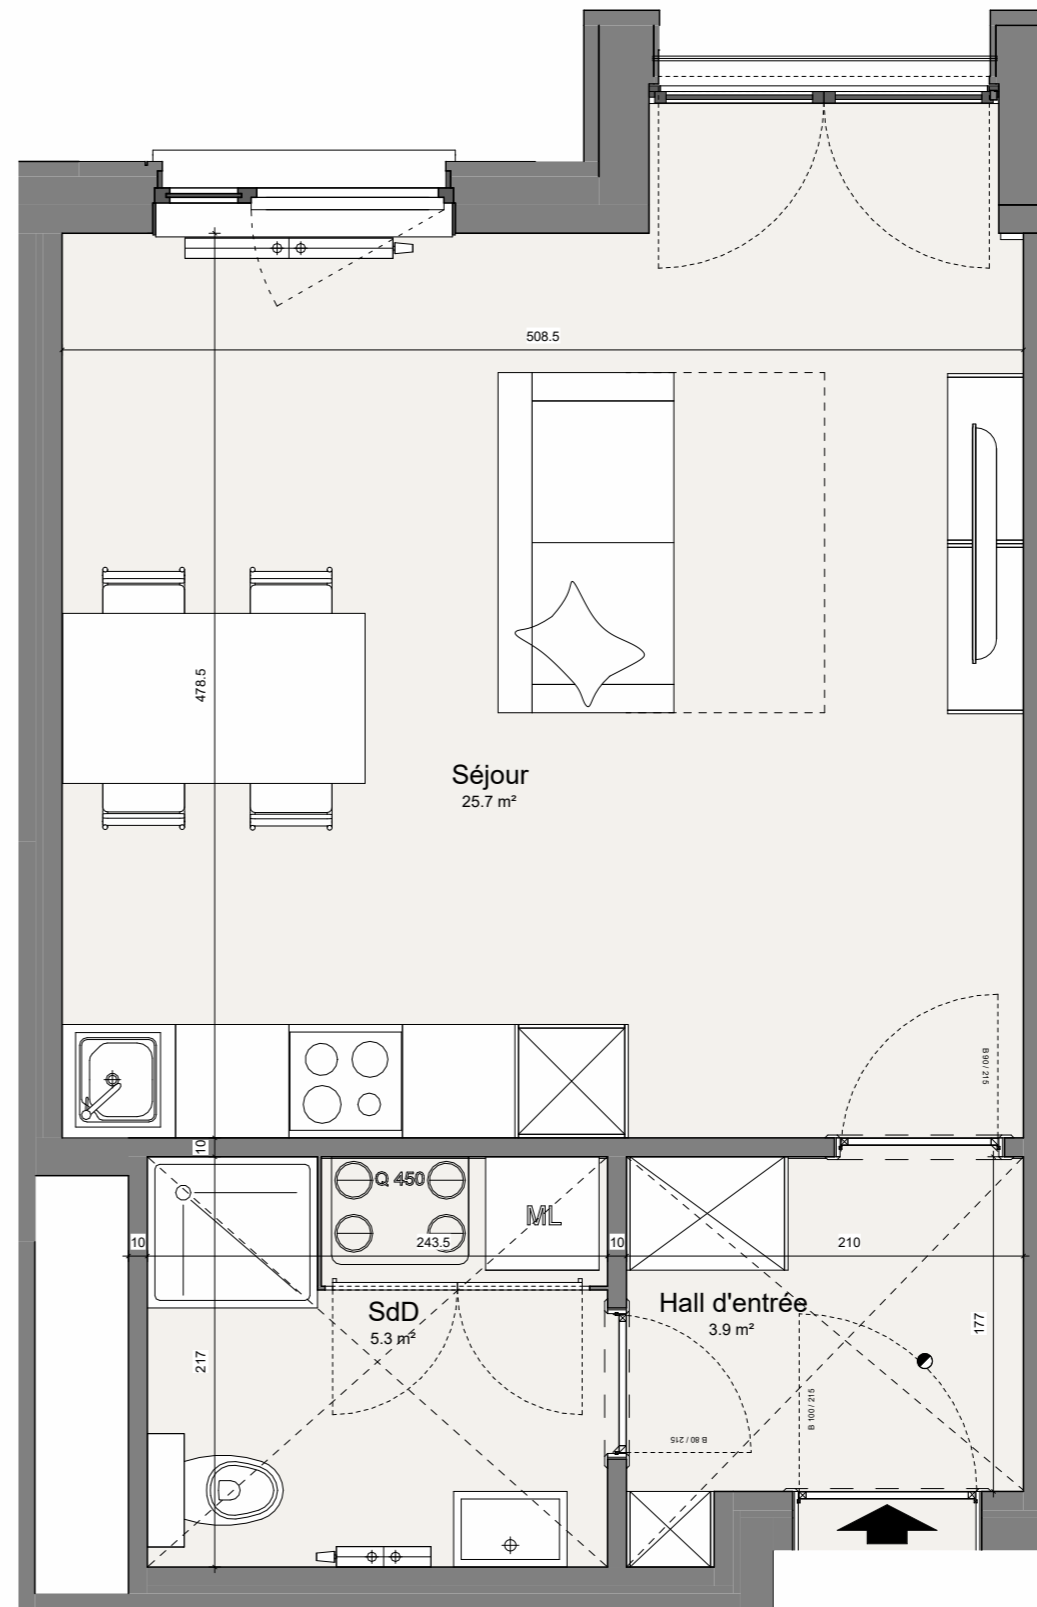 508.5
478.5
Séjour
25.7 m²
B 90 / 215
10
Q 450
ML
10
243.5
10
210
SdD
5.3 m²
Hall d'entrée
3.9 m²
177
217
B 100 / 215
B 80 / 215